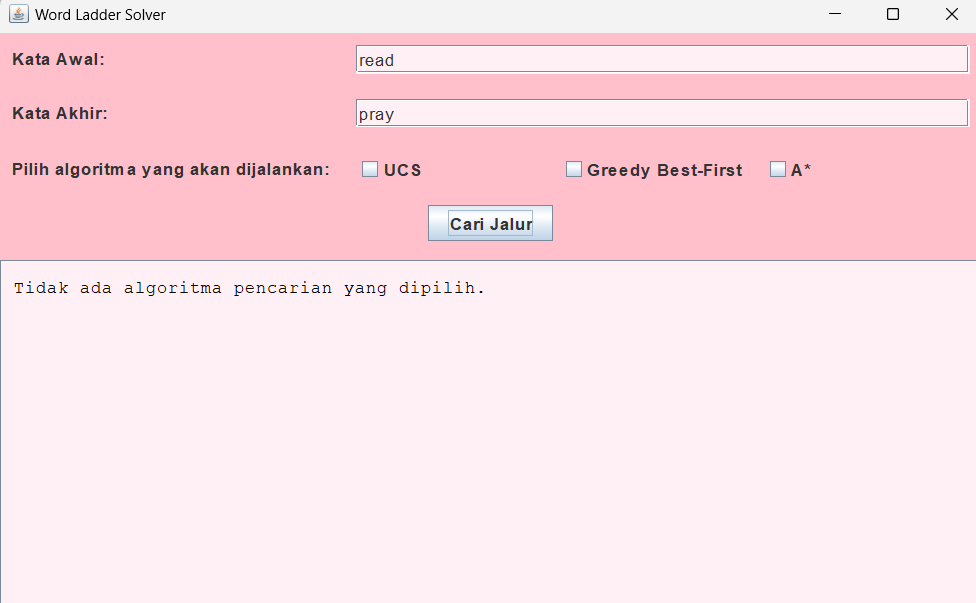 Word Ladder Solver
Kata Awal: read
Kata Akhir: pray
Pilih algoritma yang akan dijalankan: UCS Greedy Best-First A*
Cari Jalur
Tidak ada algoritma pencarian yang dipilih.